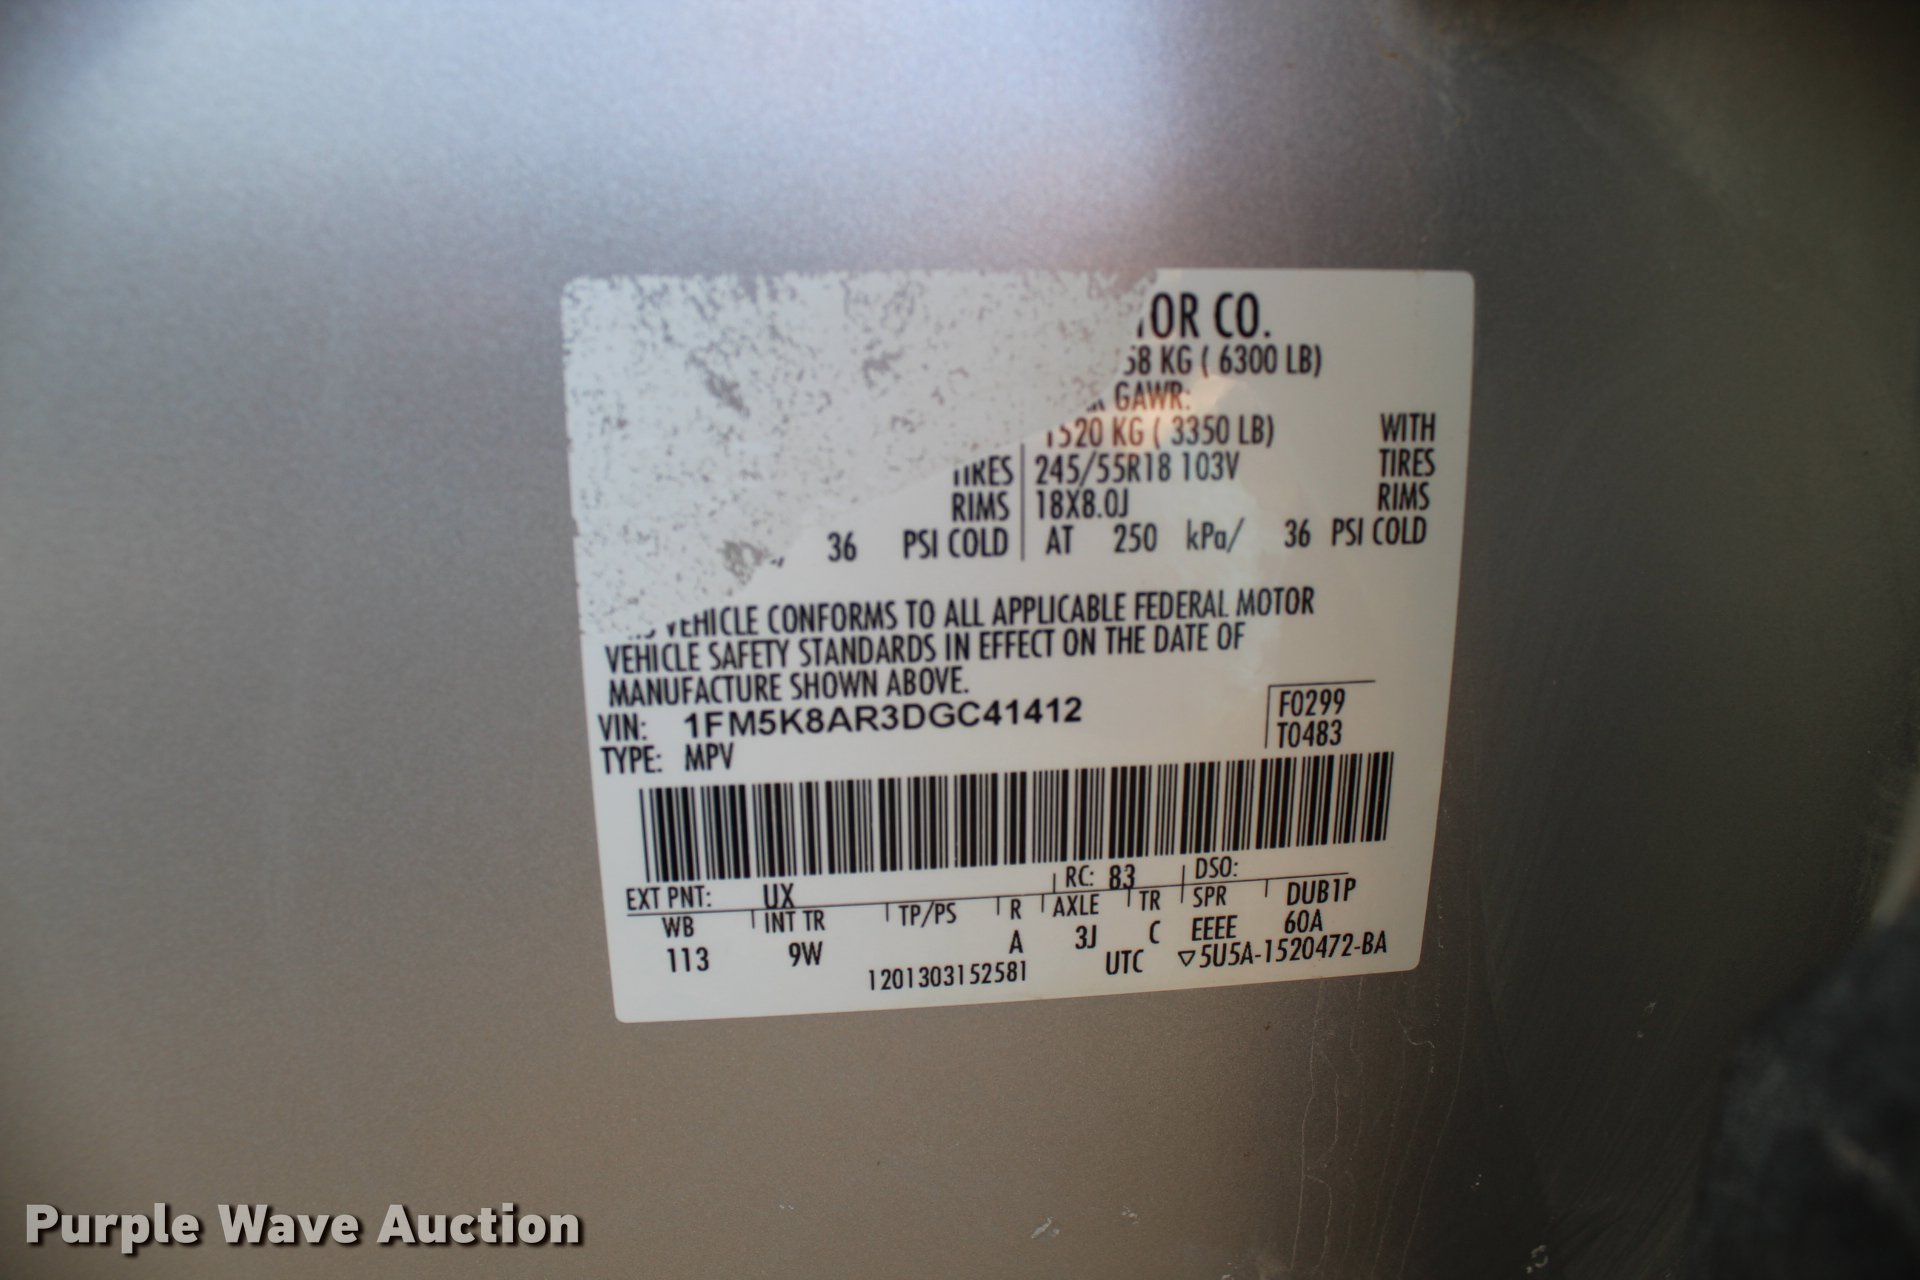 CO.
KG ( 6300 LB)
GAWR:
1520 KG ( 3350 LB) WITH
TIRES 245/55R18 103V TIRES
RIMS 18X8.0J RIMS
36 PSI COLD AT 250 kPa/ 36 PSI COLD
VEHICLE CONFORMS TO ALL APPLICABLE FEDERAL MOTOR
VEHICLE SAFETY STANDARDS IN EFFECT ON THE DATE OF
MANUFACTURE SHOWN ABOVE.
VIN: 1FM5K8AR3DGC41412 F0299
TYPE: MPV T0483
EXT PNT: UX RC: 83 DSO:
WB INT TR TP/PS R AXLE TR SPR DUB1P
113 9W A 3J C EEEE 60A
1201303152581 UTC ▽5U5A-1520472-BA
Purple Wave Auction